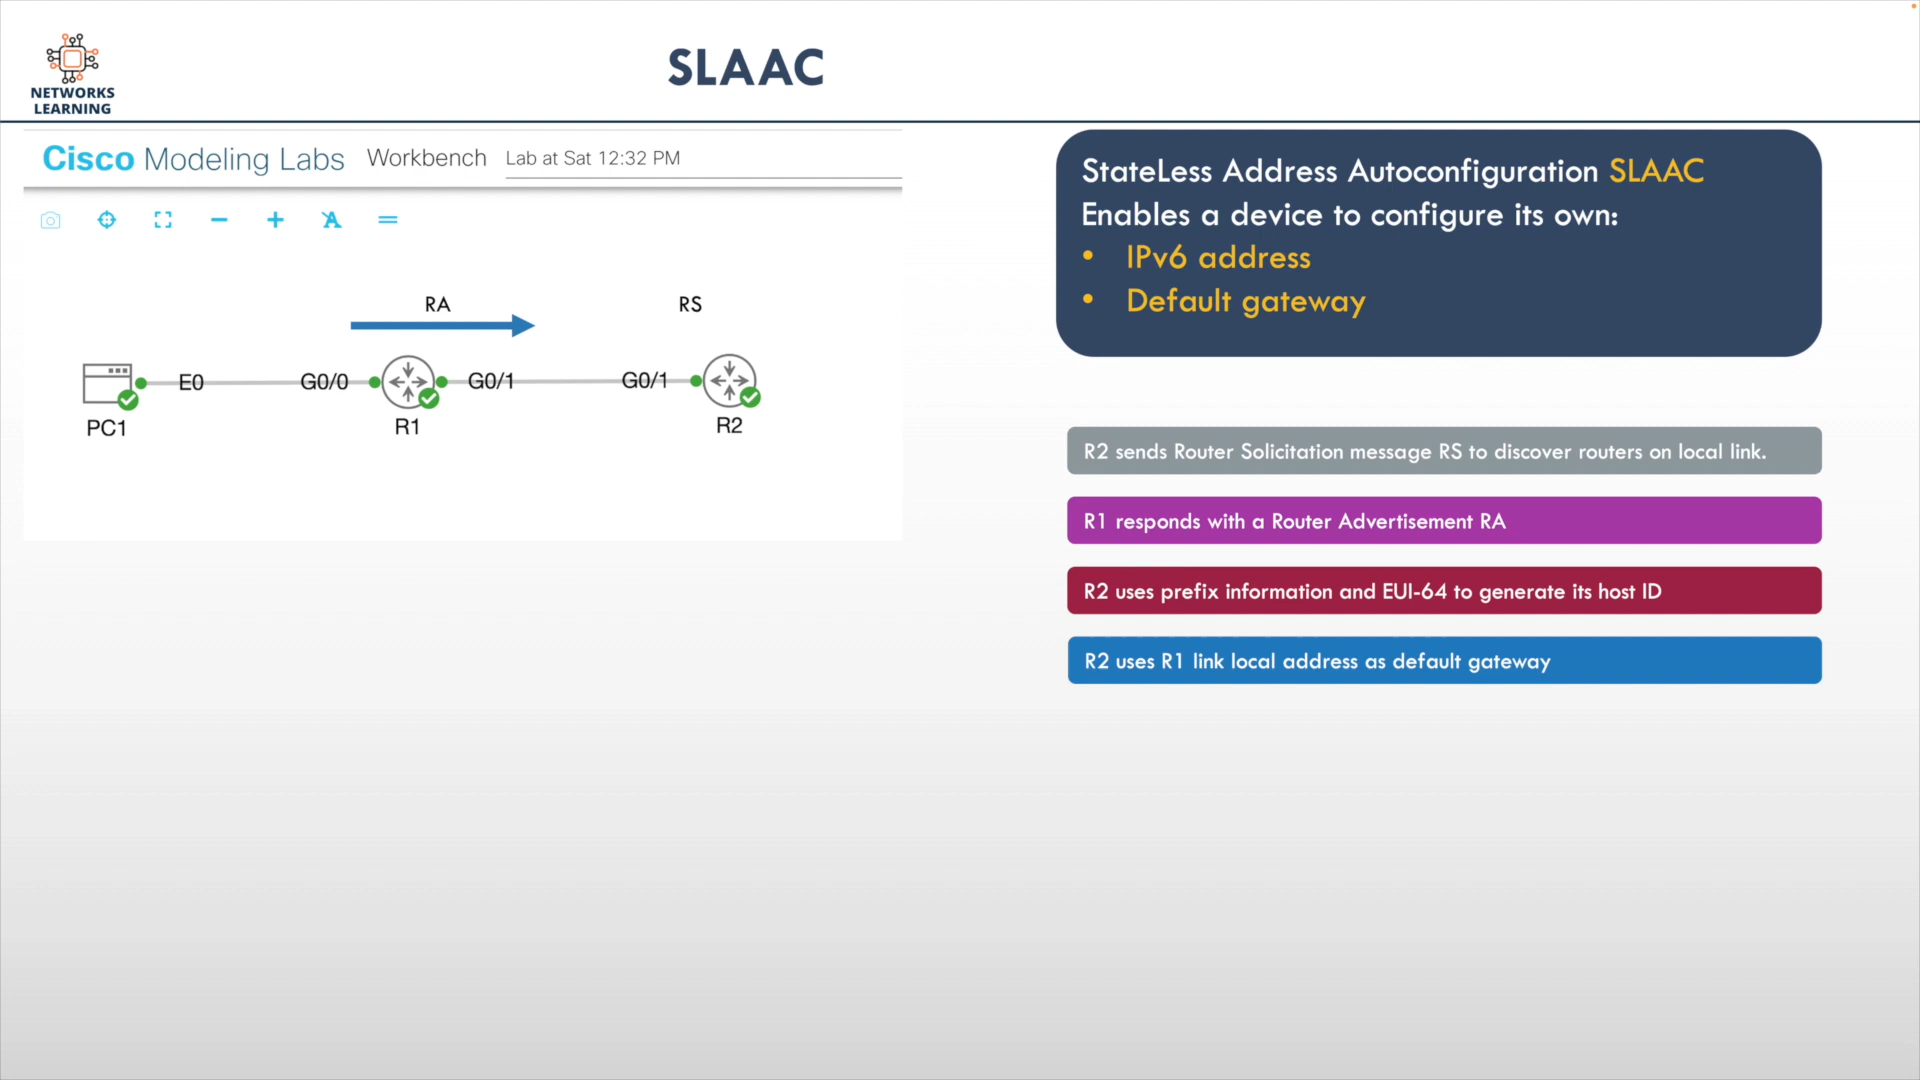 NETWORKS
LEARNING
SLAAC
Cisco Modeling Labs Workbench Lab at Sat 12:32 PM
RA RS
E0 G0/0 G0/1 G0/1
PC1 R1 R2
StateLess Address Autoconfiguration SLAAC
Enables a device to configure its own:
• IPv6 address
• Default gateway
R2 sends Router Solicitation message RS to discover routers on local link.
R1 responds with a Router Advertisement RA
R2 uses prefix information and EUI-64 to generate its host ID
R2 uses R1 link local address as default gateway